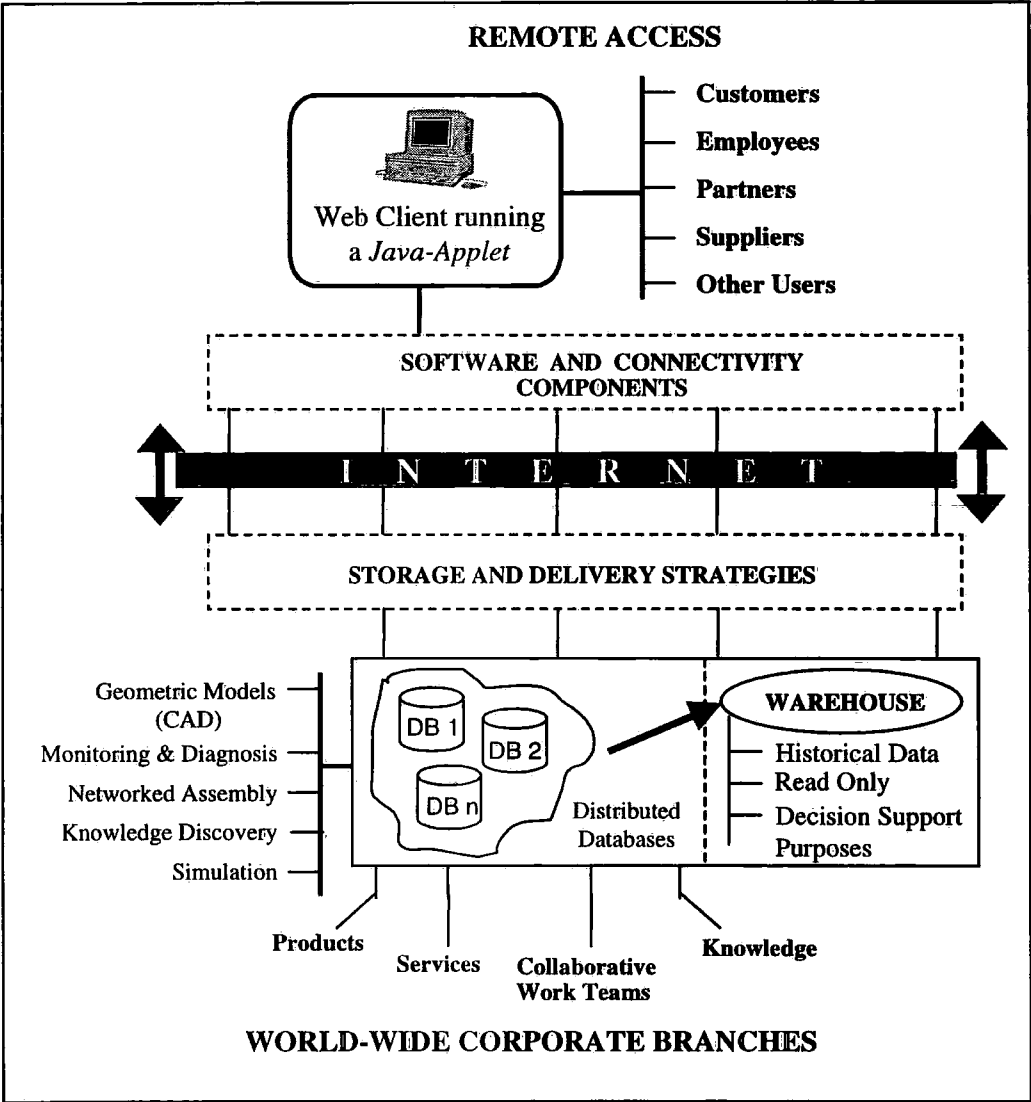 REMOTE ACCESS
Web Client running
a Java-Applet
Customers
Employees
Partners
Suppliers
Other Users
SOFTWARE AND CONNECTIVITY
COMPONENTS
INTERNET
STORAGE AND DELIVERY STRATEGIES
Geometric Models
(CAD)
Monitoring & Diagnosis
Networked Assembly
Knowledge Discovery
Simulation
DB 1
DB 2
DB n
Distributed
Databases
WAREHOUSE
Historical Data
Read Only
Decision Support
Purposes
Products
Services
Collaborative
Work Teams
Knowledge
WORLD-WIDE CORPORATE BRANCHES